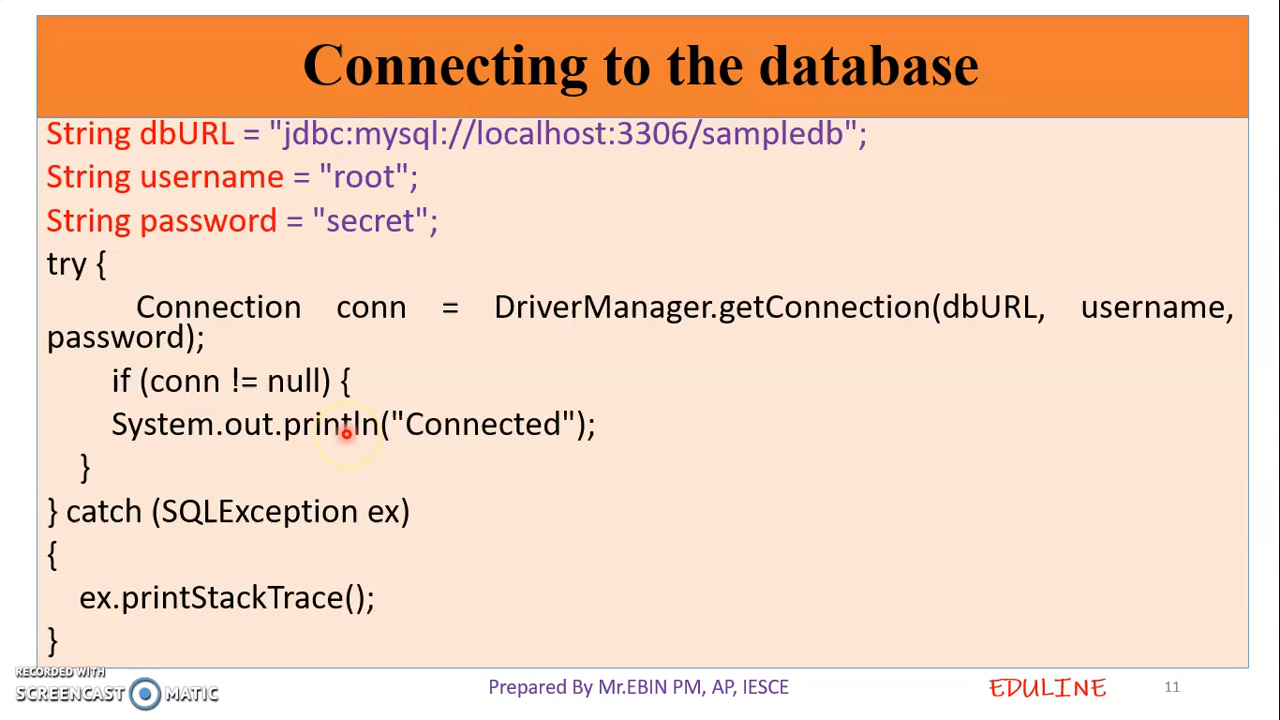 Connecting to the database
String dbURL = "jdbc:mysql://localhost:3306/sampledb";
String username = "root";
String password = "secret";
try {
Connection conn = DriverManager.getConnection(dbURL, username,
password);
if (conn != null) {
System.out.println("Connected");
}
} catch (SQLException ex)
{
ex.printStackTrace();
}
RECORDED WITH
SCREENCAST MATIC
Prepared By Mr.EBIN PM, AP, IESCE
EDULINE
11